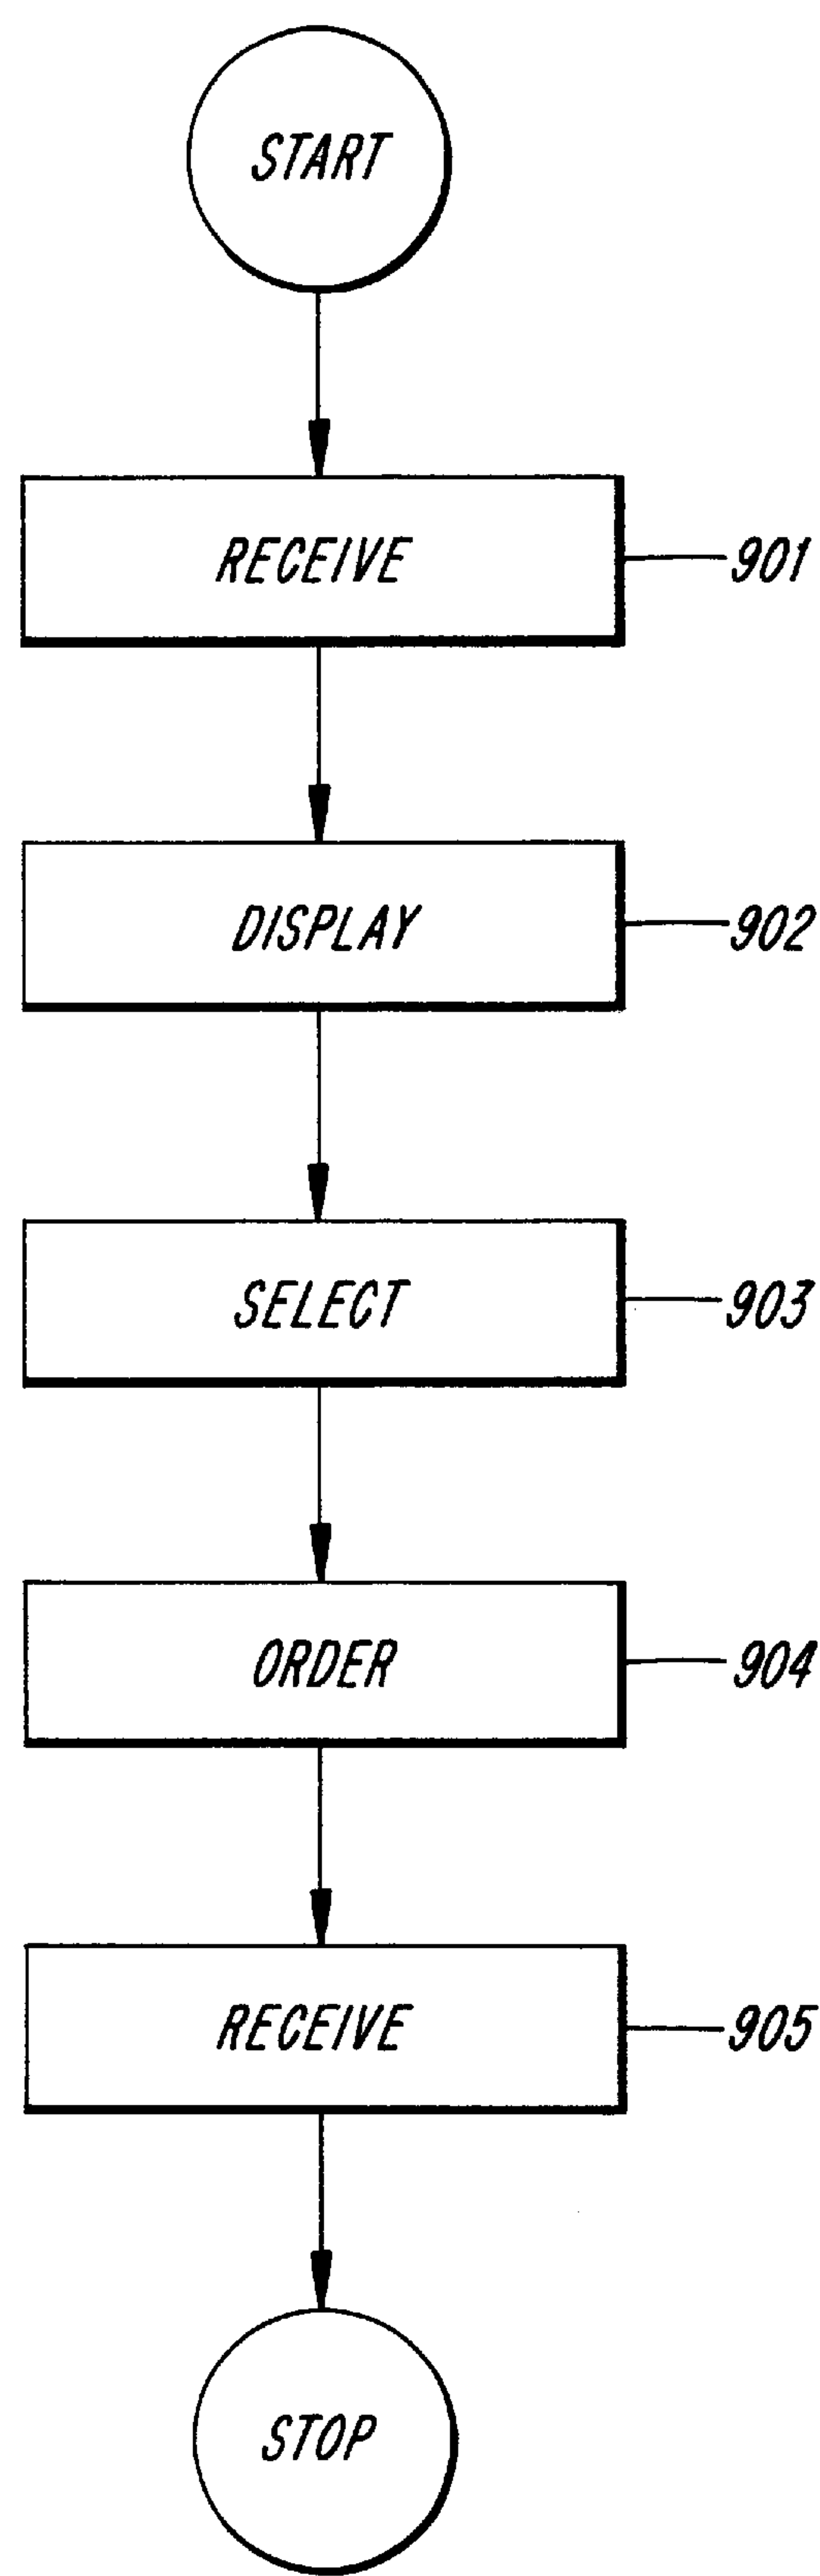 START
RECEIVE 901
DISPLAY 902
SELECT 903
ORDER 904
RECEIVE 905
STOP